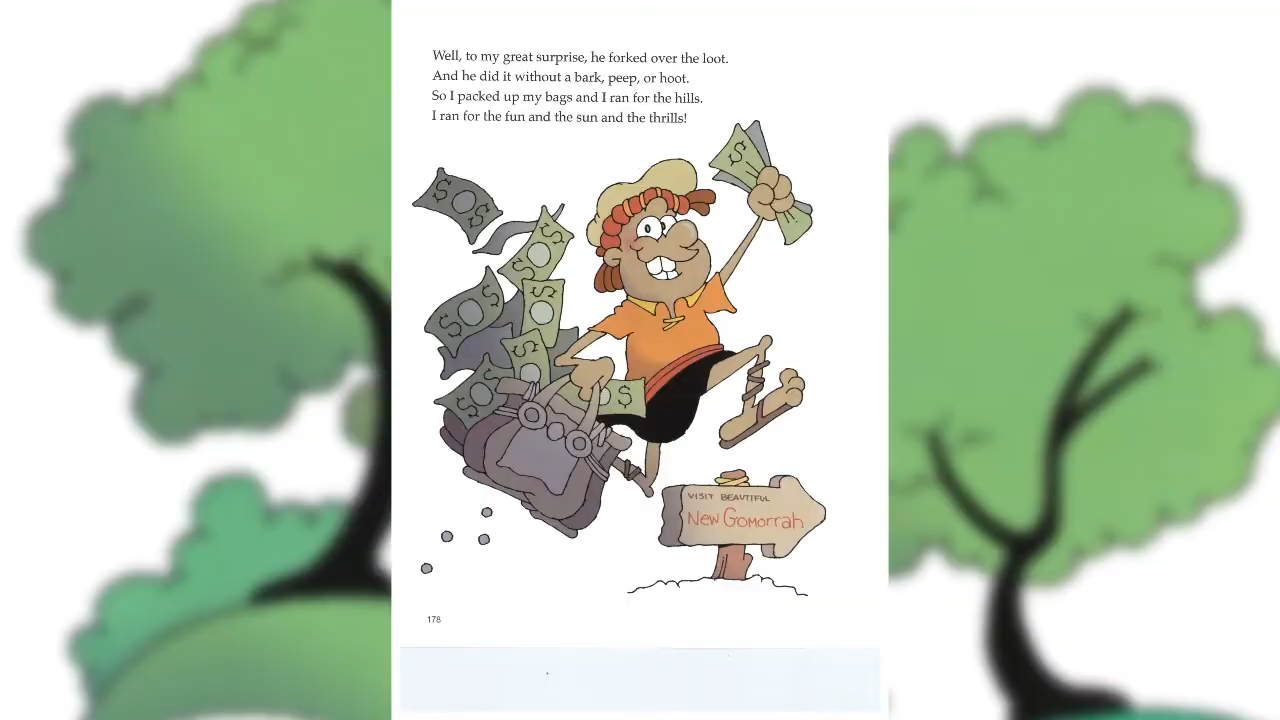 Well, to my great surprise, he forked over the loot.
And he did it without a bark, peep, or hoot.
So I packed up my bags and I ran for the hills.
I ran for the fun and the sun and the thrills!
VISIT BEAUTIFUL
New Gomorrah
178